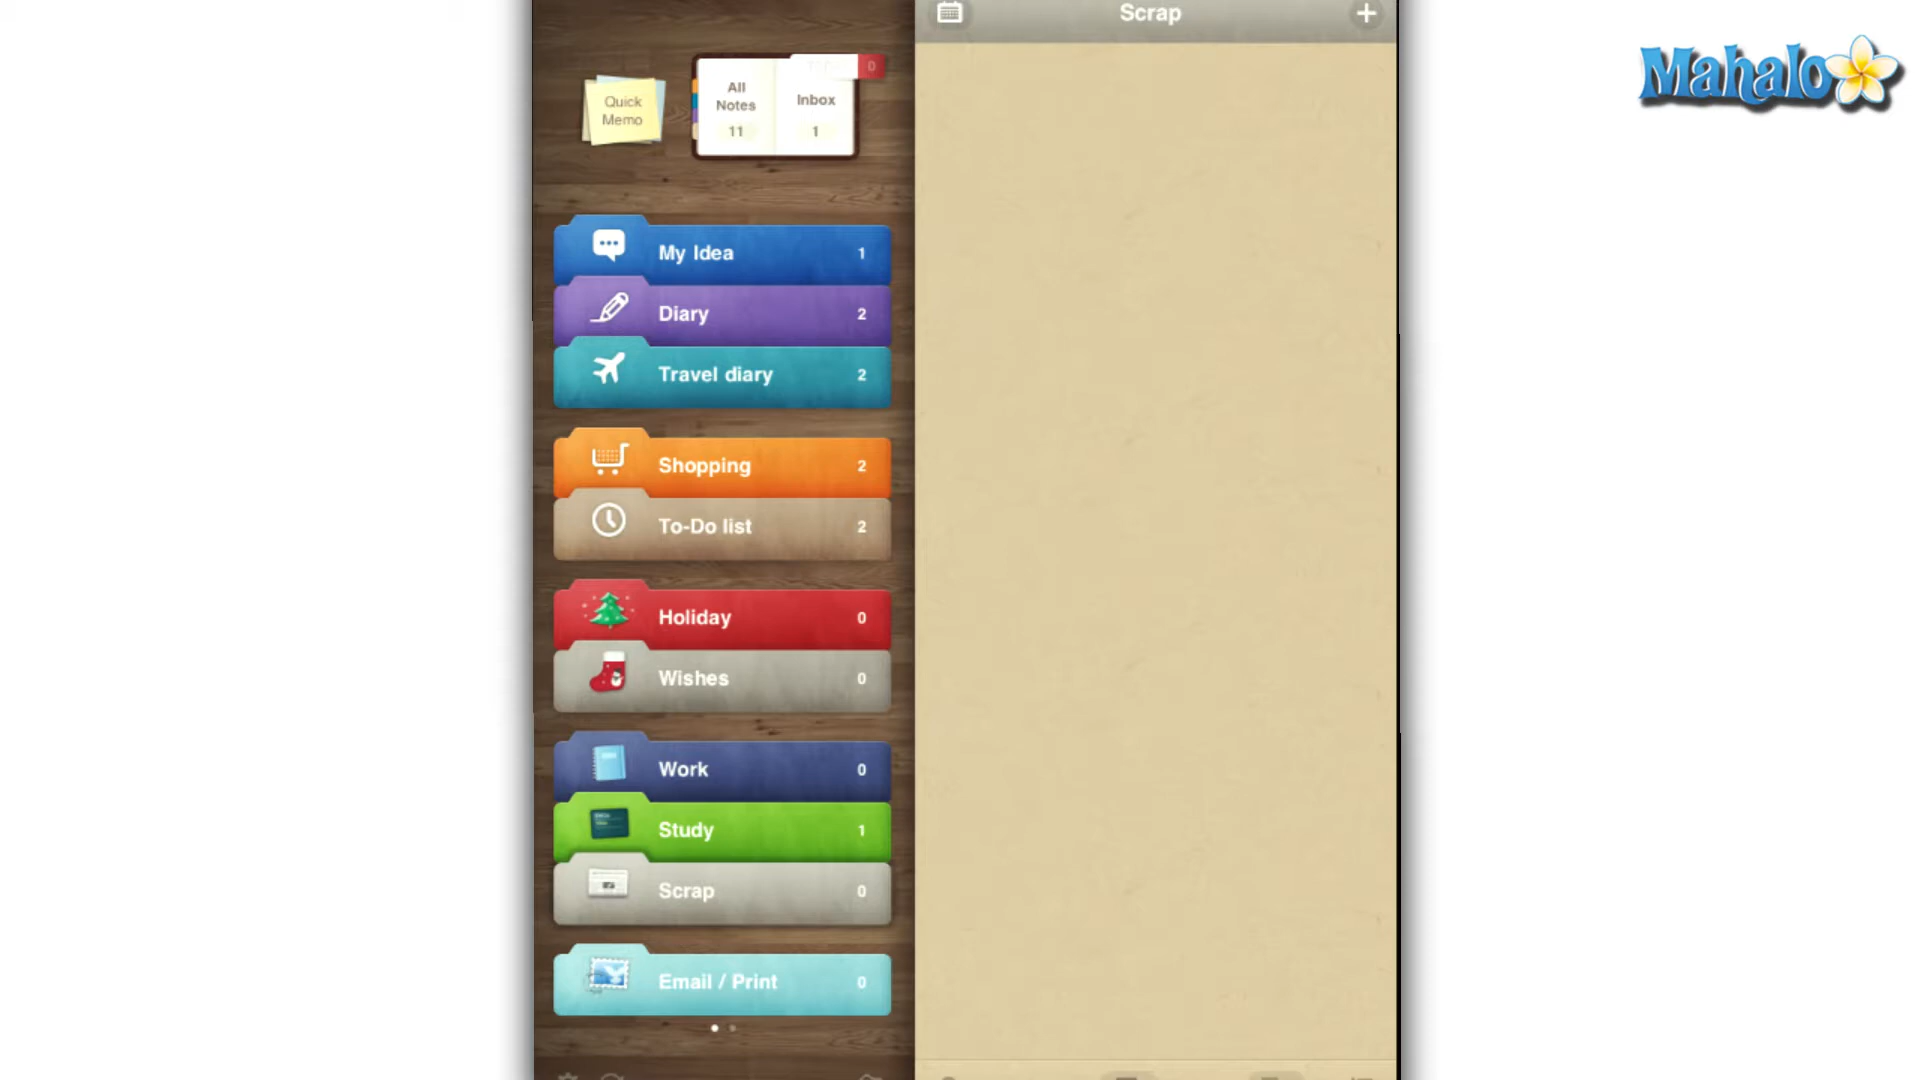 Scrap
Mahalo
Quick
Memo
All
Notes
11
Inbox
1
0
My Idea 1
Diary 2
Travel diary 2
Shopping 2
To-Do list 2
Holiday 0
Wishes 0
Work 0
Study 1
Scrap 0
Email / Print 0